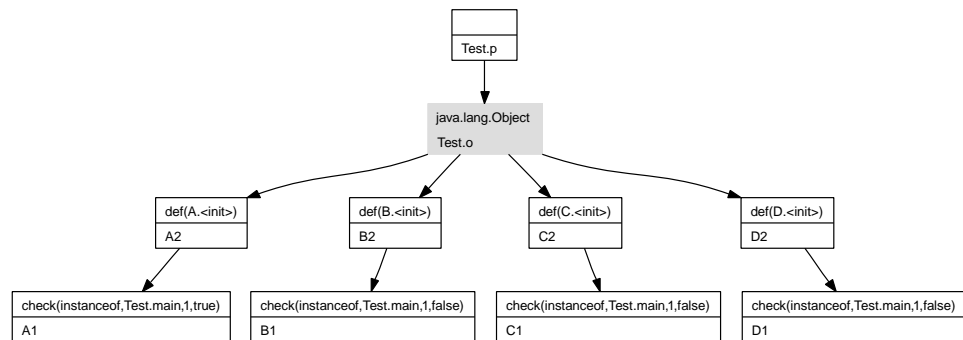 Test.p
java.lang.Object
Test.o
def(A.<init>)
A2
def(B.<init>)
B2
def(C.<init>)
C2
def(D.<init>)
D2
check(instanceof,Test.main,1,true)
A1
check(instanceof,Test.main,1,false)
B1
check(instanceof,Test.main,1,false)
C1
check(instanceof,Test.main,1,false)
D1